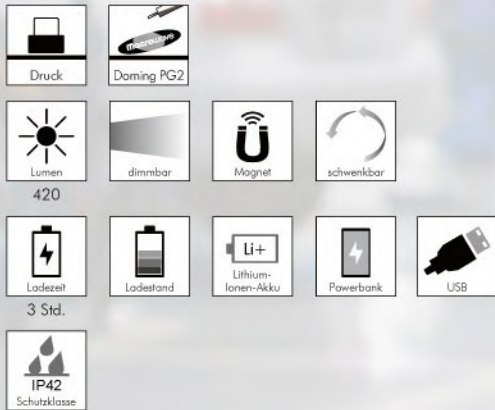 macrowave
Druck
Doming PG2
Lumen
dimmbar
Magnet
schwenkbar
420
Li+
Ladezeit
Ladestand
Lithium-
Ionen-Akku
Powerbank
USB
3 Std.
IP42
Schutzklasse